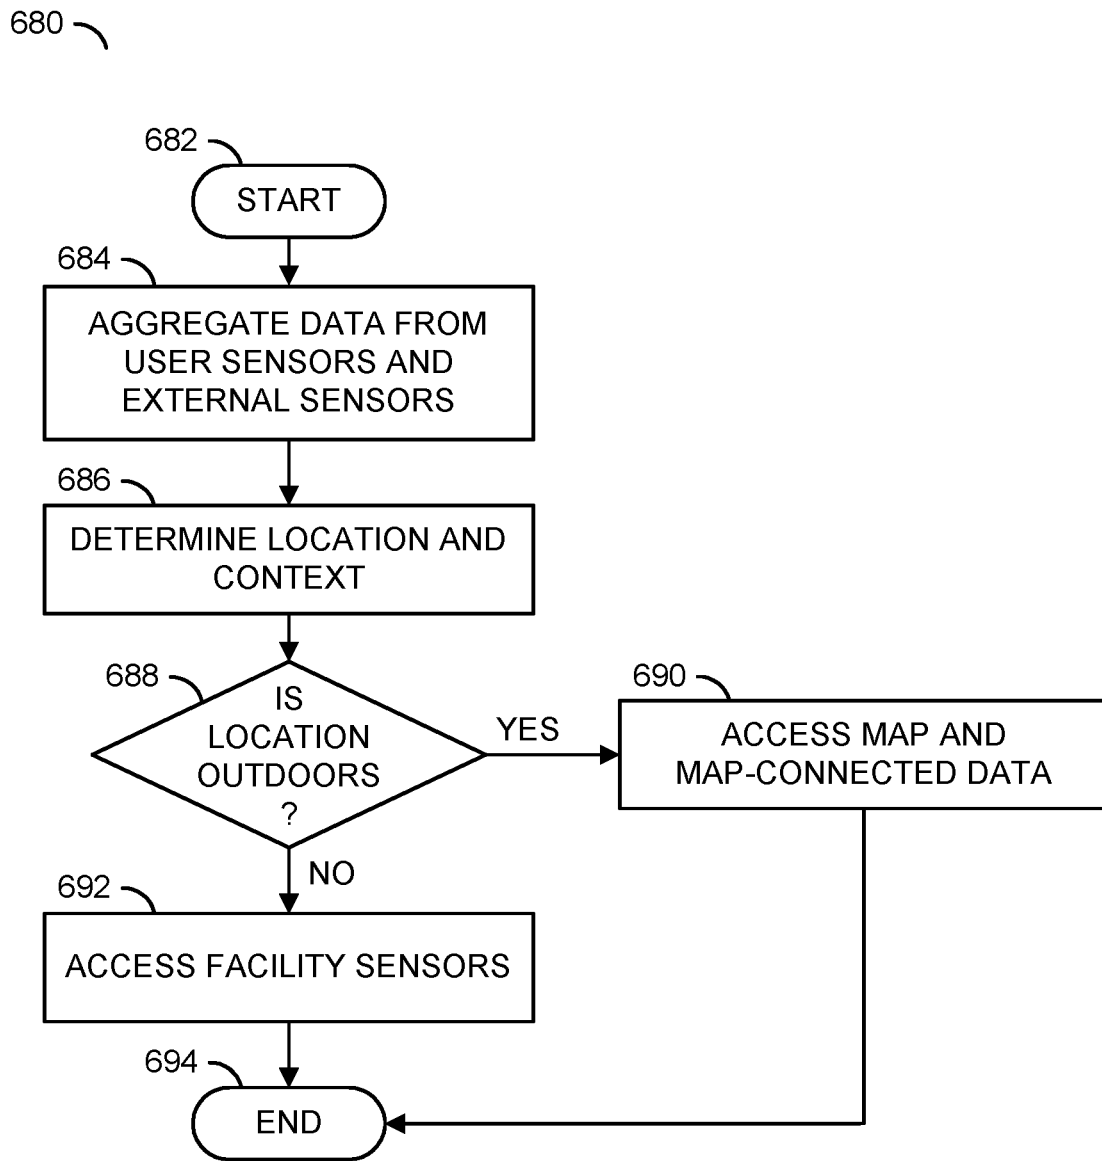 680
682
START
684
AGGREGATE DATA FROM
USER SENSORS AND
EXTERNAL SENSORS
686
DETERMINE LOCATION AND
CONTEXT
688
IS
LOCATION
OUTDOORS
?
YES
690
ACCESS MAP AND
MAP-CONNECTED DATA
NO
692
ACCESS FACILITY SENSORS
694
END